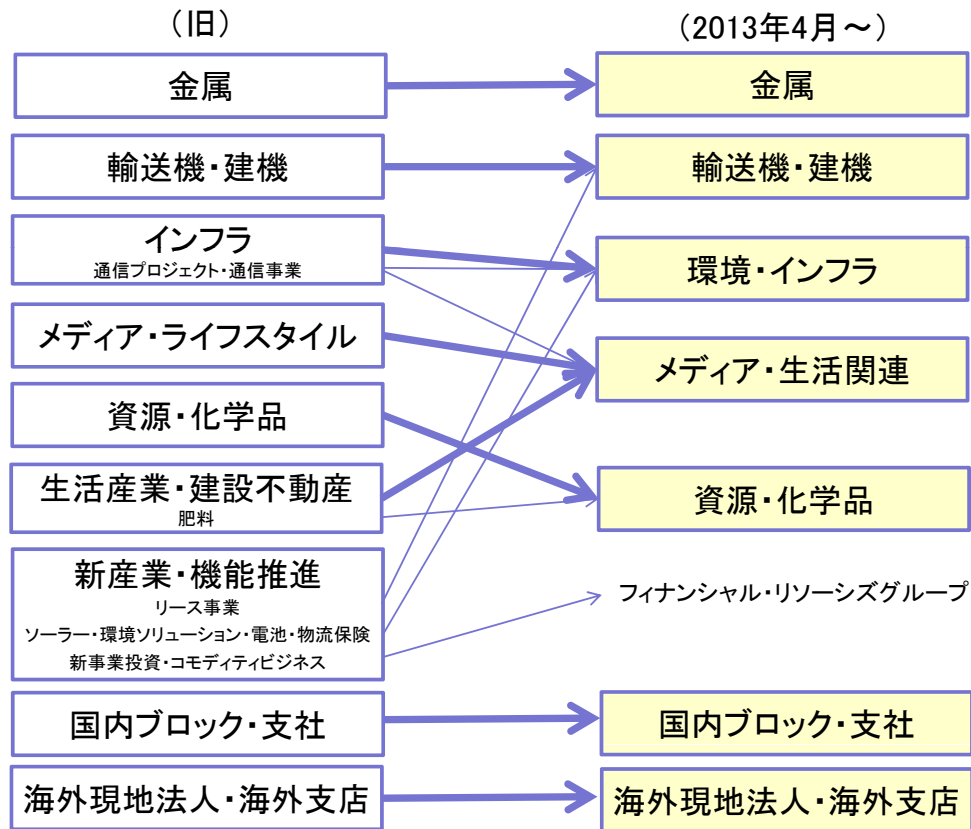 （旧）
金属
輸送機・建機
インフラ
通信プロジェクト・通信事業
メディア・ライフスタイル
資源・化学品
生活産業・建設不動産
肥料
新産業・機能推進
リース事業
ソーラー・環境ソリューション・電池・物流保険
新事業投資・コモディティビジネス
国内ブロック・支社
海外現地法人・海外支店
（2013年4月～）
金属
輸送機・建機
環境・インフラ
メディア・生活関連
資源・化学品
フィナンシャル・リソーシズグループ
国内ブロック・支社
海外現地法人・海外支店